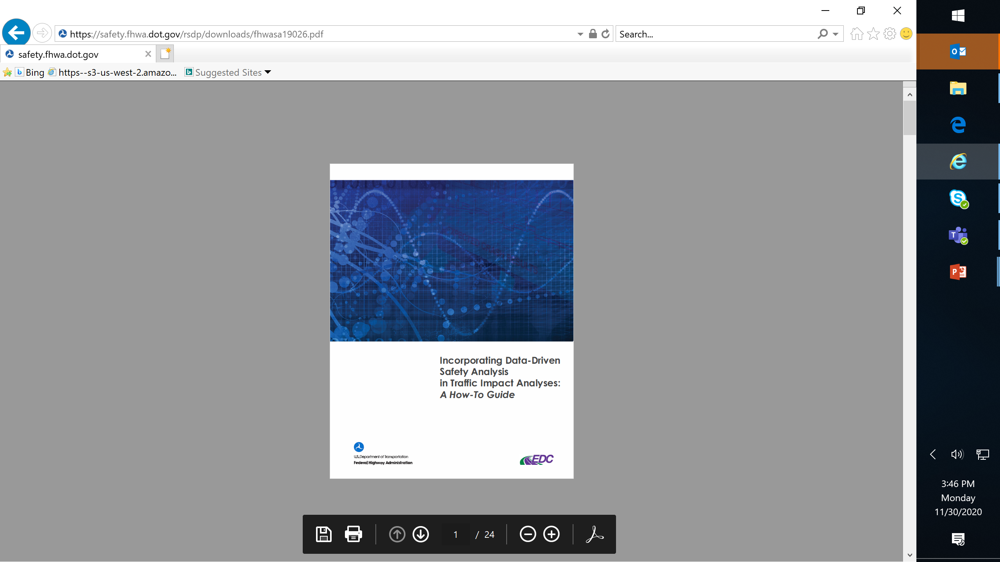 https://safety.fhwa.dot.gov/rsdp/downloads/fhwasa19026.pdf
Search...
safety.fhwa.dot.gov
Bing https--s3-us-west-2.amazo... Suggested Sites
Incorporating Data-Driven
Safety Analysis
in Traffic Impact Analyses:
A How-To Guide
U.S. Department of Transportation
Federal Highway Administration
EDC
1 / 24
3:46 PM
Monday
11/30/2020